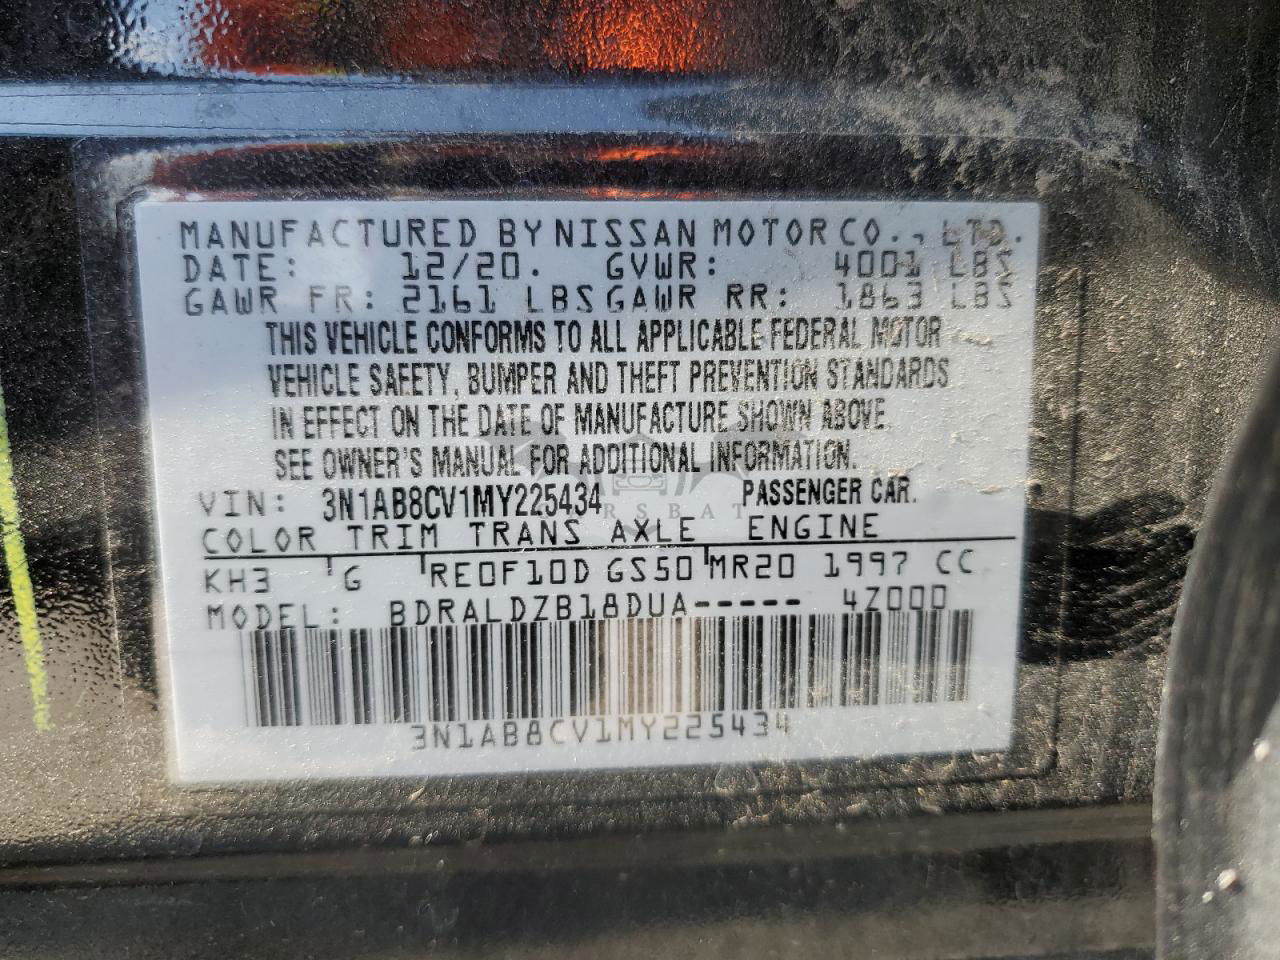 MANUFACTURED BY NISSAN MOTOR CO., LTD.
DATE: 12/20. GVWR: 4001 LBS
GAWR FR: 2161 LBS GAWR RR: 1863 LBS
THIS VEHICLE CONFORMS TO ALL APPLICABLE FEDERAL MOTOR
VEHICLE SAFETY, BUMPER AND THEFT PREVENTION STANDARDS
IN EFFECT ON THE DATE OF MANUFACTURE SHOWN ABOVE.
SEE OWNER'S MANUAL FOR ADDITIONAL INFORMATION.
VIN: 3N1AB8CV1MY225434 PASSENGER CAR.
COLOR TRIM TRANS AXLE ENGINE
KH3 G RE0F10D GS50 MR20 1997 CC
MODEL: BDRALDZB18DUA----- 4Z000
3N1AB8CV1MY225434